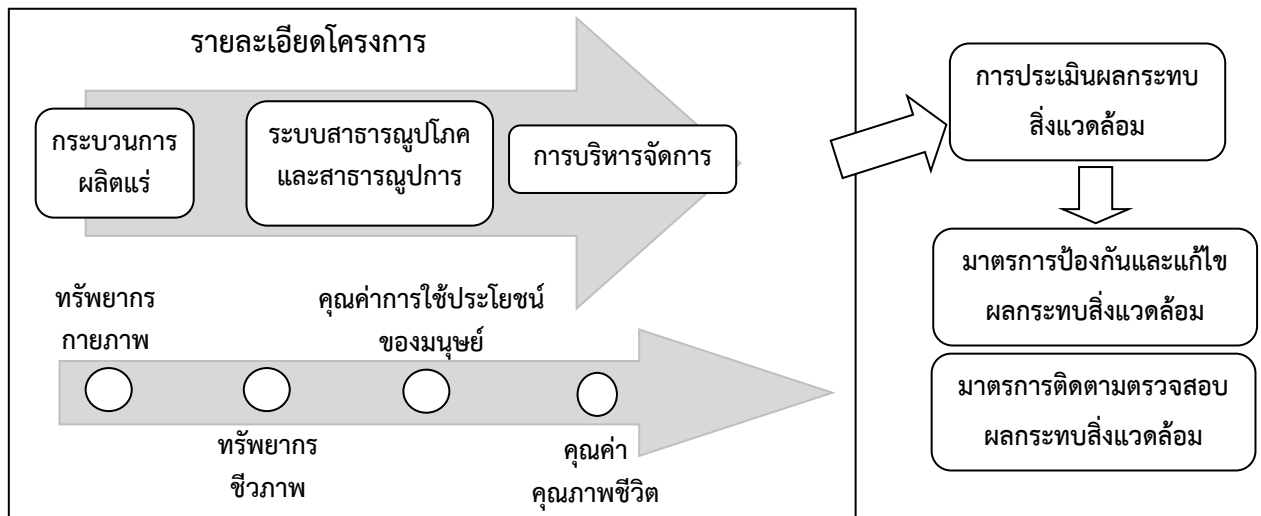 รายละเอียดโครงการ
กระบวนการ
ผลิตแร่
ระบบสาธารณูปโภค
และสาธารณูปการ
การบริหารจัดการ
ทรัพยากร
กายภาพ
คุณค่าการใช้ประโยชน์
ของมนุษย์
ทรัพยากร
ชีวภาพ
คุณค่า
คุณภาพชีวิต
การประเมินผลกระทบ
สิ่งแวดล้อม
มาตรการป้องกันและแก้ไข
ผลกระทบสิ่งแวดล้อม
มาตรการติดตามตรวจสอบ
ผลกระทบสิ่งแวดล้อม